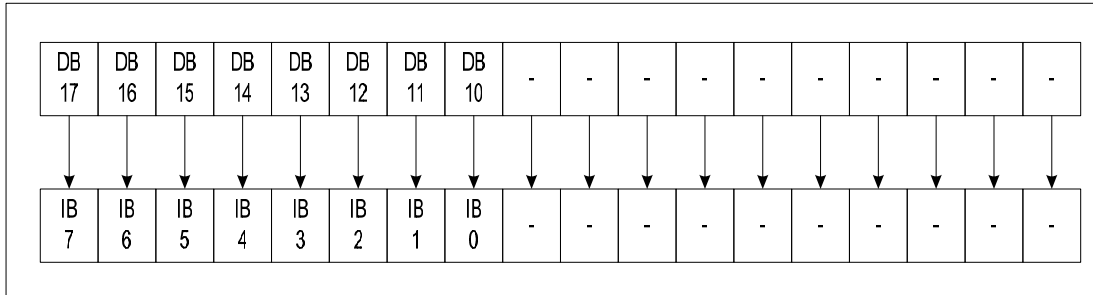 DB DB DB DB DB DB DB DB - - - - - - - - - -
17 16 15 14 13 12 11 10
IB IB IB IB IB IB IB IB - - - - - - - - - -
7 6 5 4 3 2 1 0